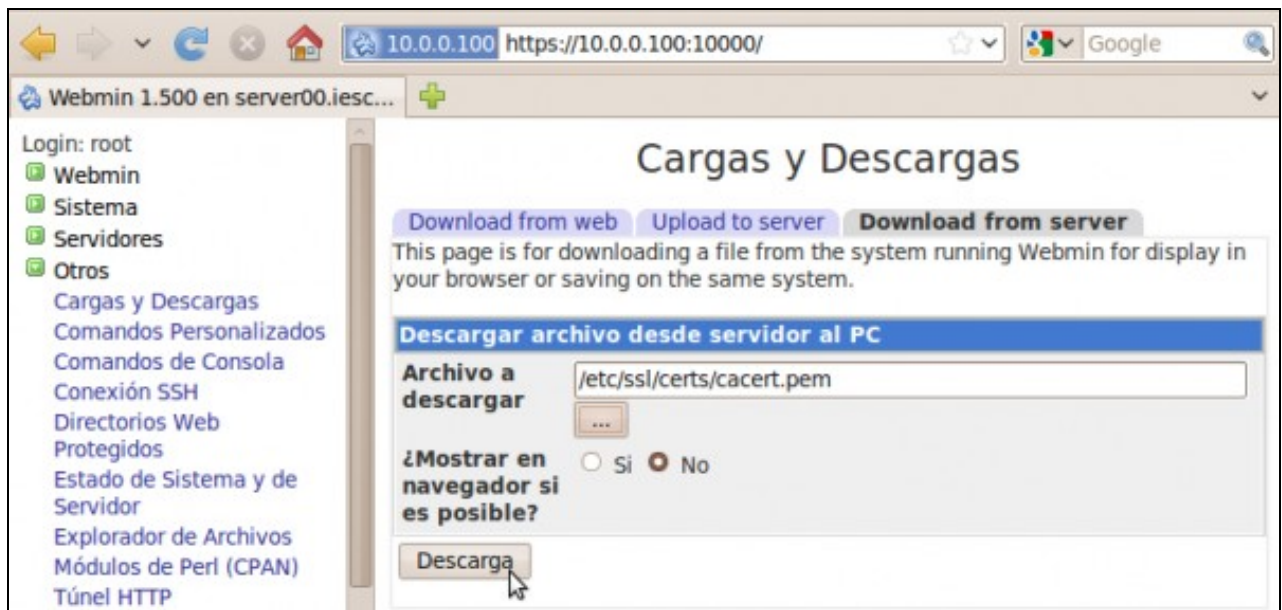 10.0.0.100 https://10.0.0.100:10000/
Google
Webmin 1.500 en server00.iesc...
Login: root
Webmin
Sistema
Servidores
Otros
Cargas y Descargas
Comandos Personalizados
Comandos de Consola
Conexión SSH
Directorios Web
Protegidos
Estado de Sistema y de
Servidor
Explorador de Archivos
Módulos de Perl (CPAN)
Túnel HTTP
Cargas y Descargas
Download from web Upload to server Download from server
This page is for downloading a file from the system running Webmin for display in
your browser or saving on the same system.
Descargar archivo desde servidor al PC
Archivo a
descargar
/etc/ssl/certs/cacert.pem
...
¿Mostrar en
navegador si
es posible?
Si No
Descarga